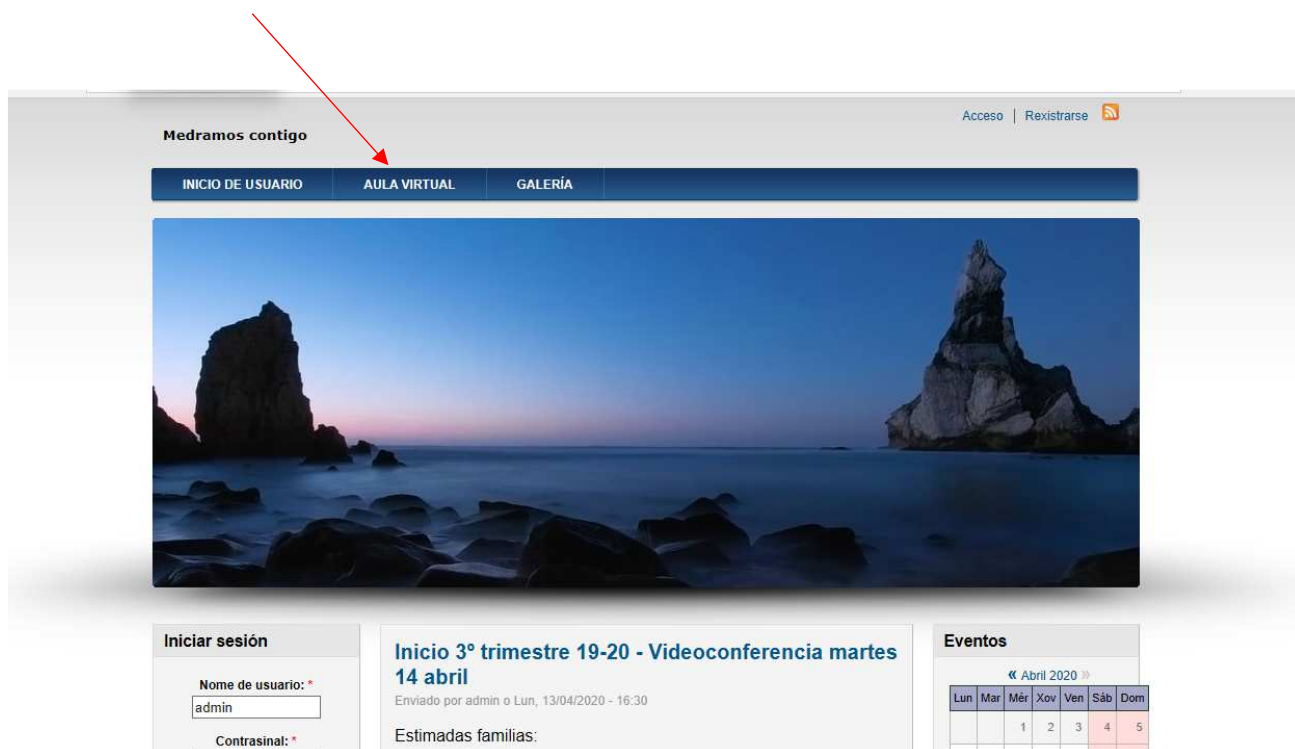 Acceso | Rexistrarse
Medramos contigo
INICIO DE USUARIO AULA VIRTUAL GALERÍA
Iniciar sesión
Nome de usuario: *
admin
Contrasinal: *
Inicio 3º trimestre 19-20 - Videoconferencia martes
14 abril
Enviado por admin o Lun, 13/04/2020 - 16:30
Estimadas familias:
Eventos
« Abril 2020 »
Lun Mar Mér Xov Ven Sáb Dom
1 2 3 4 5